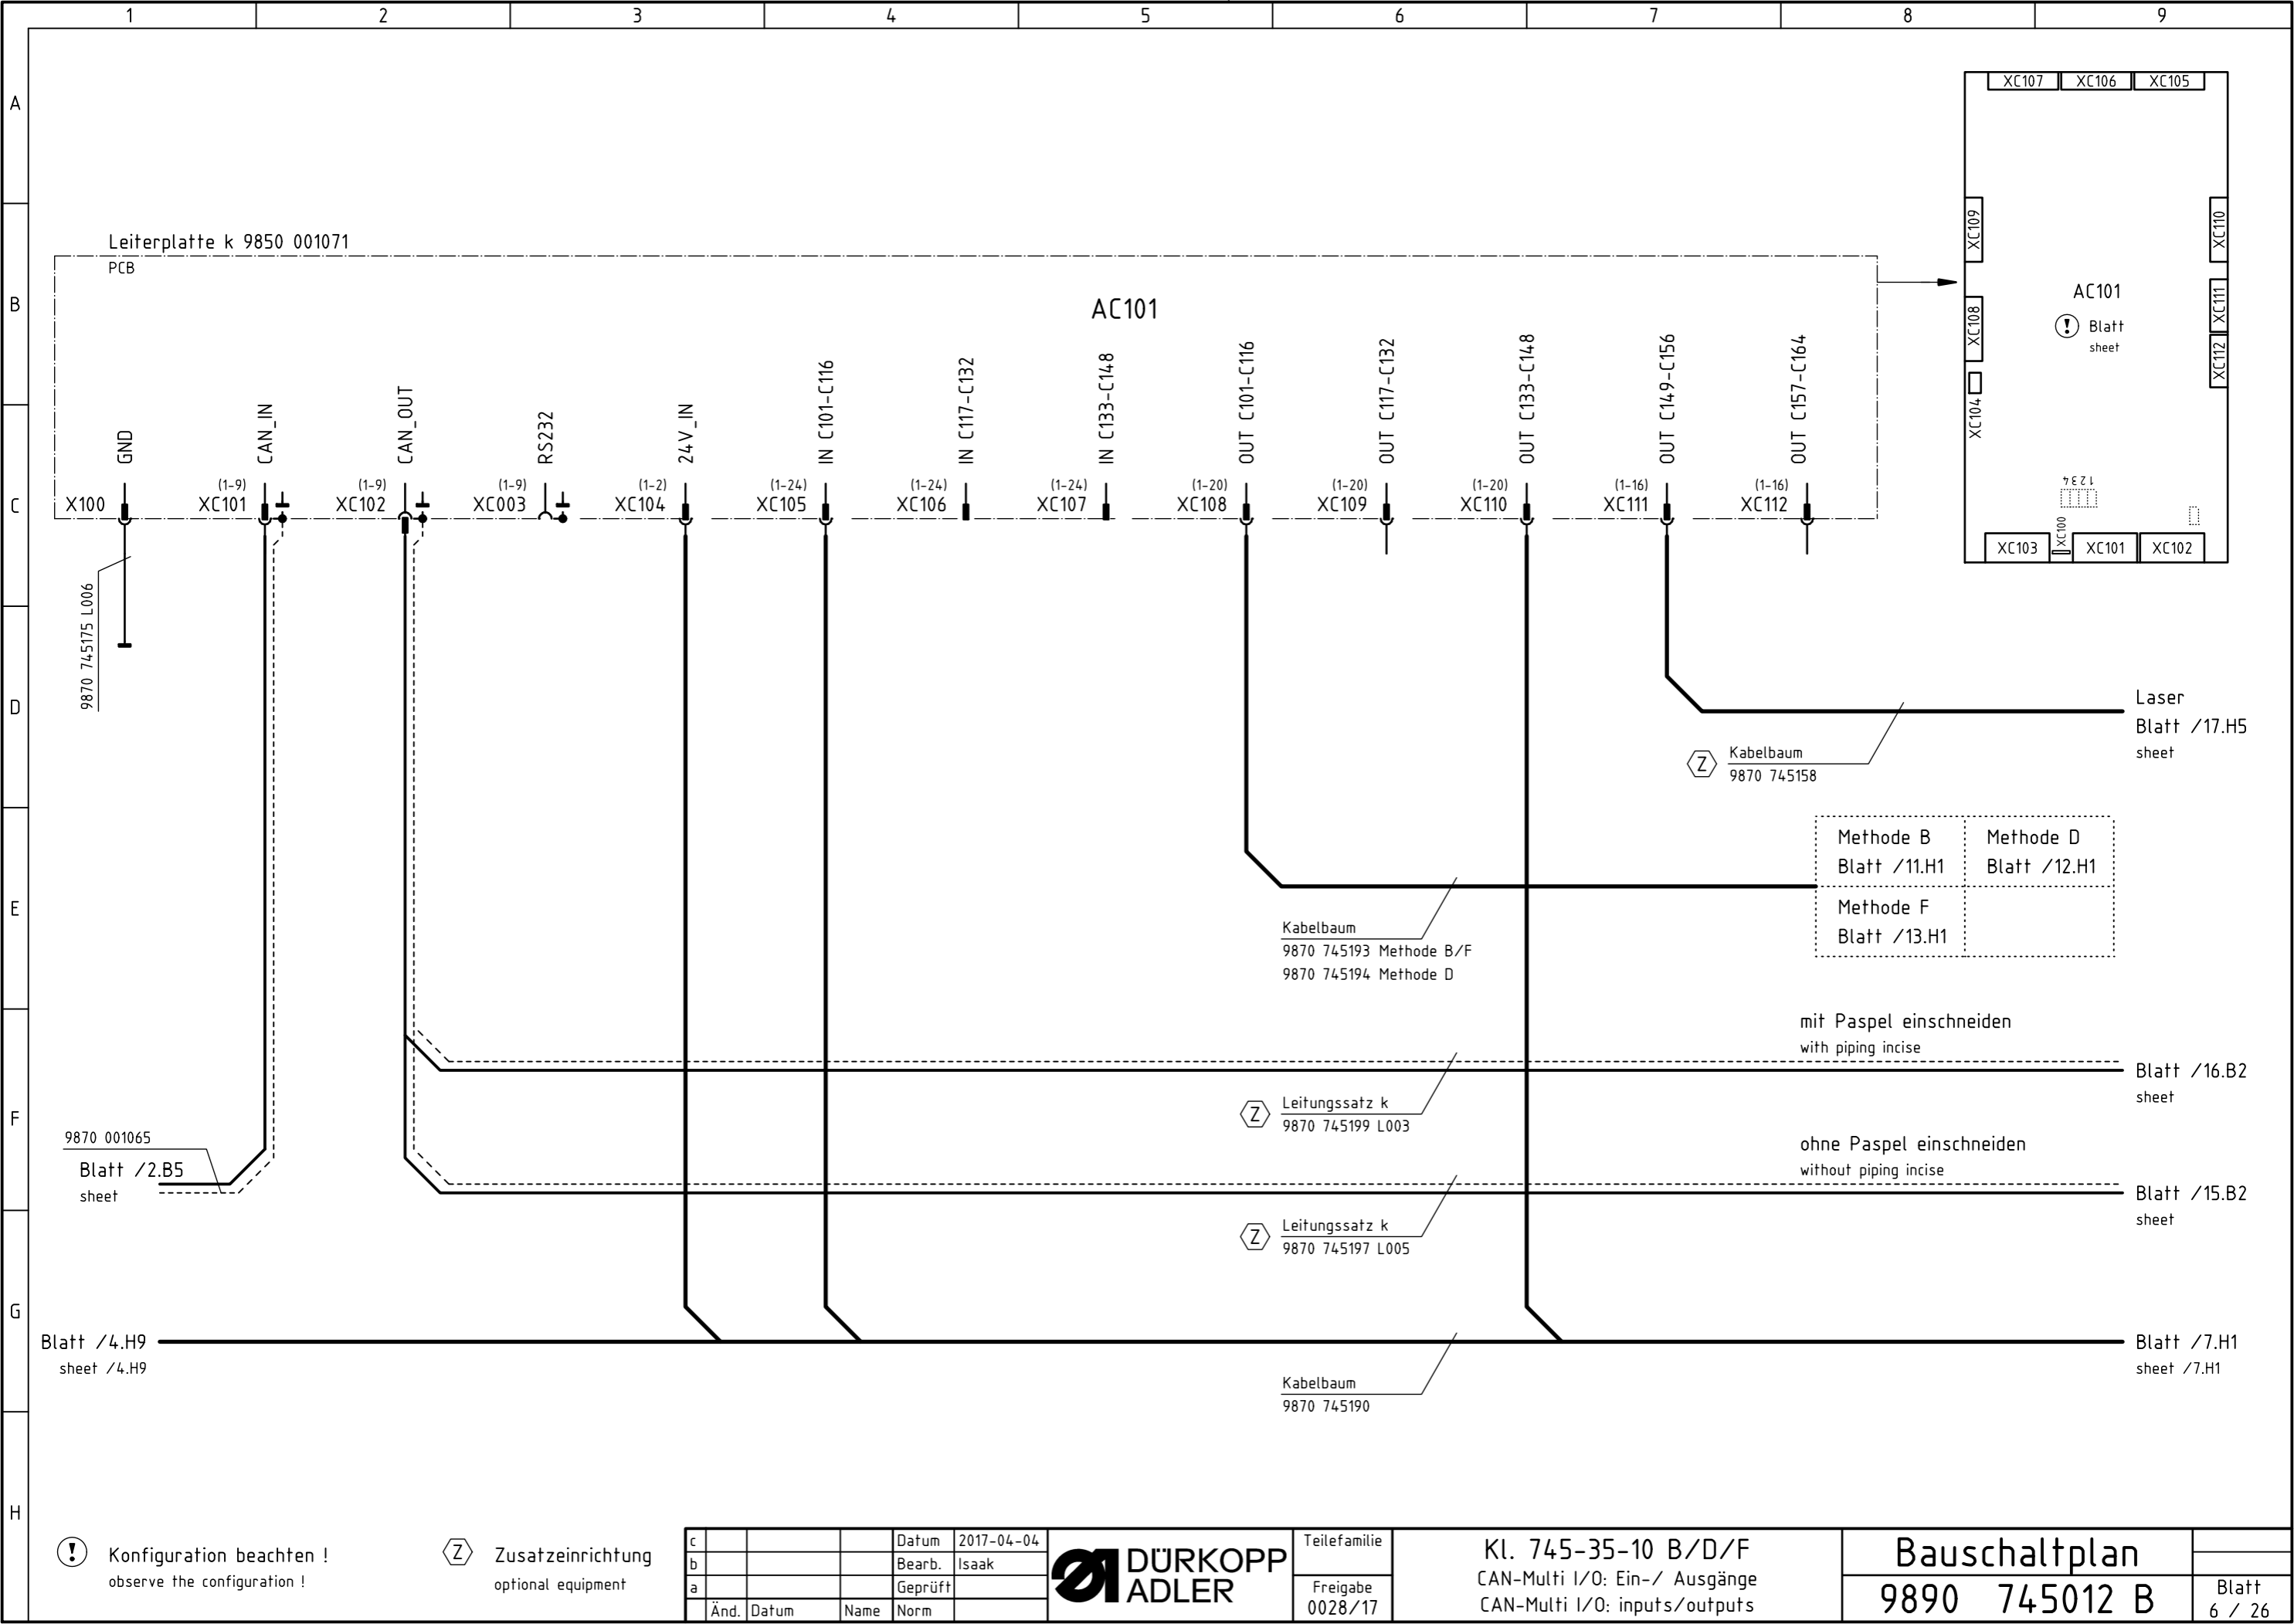 1 2 3 4 5 6 7 8 9
A
B
C
D
E
F
G
H
Leiterplatte k 9850 001071
PCB
AC101
GND
CAN_IN
CAN_OUT
RS232
24V_IN
IN C101-C116
IN C117-C132
IN C133-C148
OUT C101-C116
OUT C117-C132
OUT C133-C148
OUT C149-C156
OUT C157-C164
(1-9) (1-9) (1-9) (1-2) (1-24) (1-24) (1-24) (1-20) (1-20) (1-20) (1-16) (1-16)
X100 XC101 XC102 XC003 XC104 XC105 XC106 XC107 XC108 XC109 XC110 XC111 XC112
XC107 XC106 XC105
XC109
XC110
XC108
XC111
XC112
AC101
! Blatt
sheet
XC104
1 2 3 4
XC100
XC103 XC101 XC102
9870 745175 L006
Laser
Blatt /17.H5
sheet
Z Kabelbaum
9870 745158
Methode B
Blatt /11.H1
Methode D
Blatt /12.H1
Methode F
Blatt /13.H1
Kabelbaum
9870 745193 Methode B/F
9870 745194 Methode D
mit Paspel einschneiden
with piping incise
Blatt /16.B2
sheet
Z Leitungssatz k
9870 745199 L003
9870 001065
Blatt /2.B5
sheet
ohne Paspel einschneiden
without piping incise
Blatt /15.B2
sheet
Z Leitungssatz k
9870 745197 L005
Blatt /4.H9
sheet /4.H9
Blatt /7.H1
sheet /7.H1
Kabelbaum
9870 745190
! Konfiguration beachten !
observe the configuration !
Z Zusatzeinrichtung
optional equipment
c Datum 2017-04-04
b Bearb. Isaak
a Geprüft
Änd. Datum Name Norm
DÜRKOPP
ADLER
Teilefamilie
Freigabe
0028/17
Kl. 745-35-10 B/D/F
CAN-Multi I/O: Ein-/ Ausgänge
CAN-Multi I/O: inputs/outputs
Bauschaltplan
9890 745012 B
Blatt
6 / 26